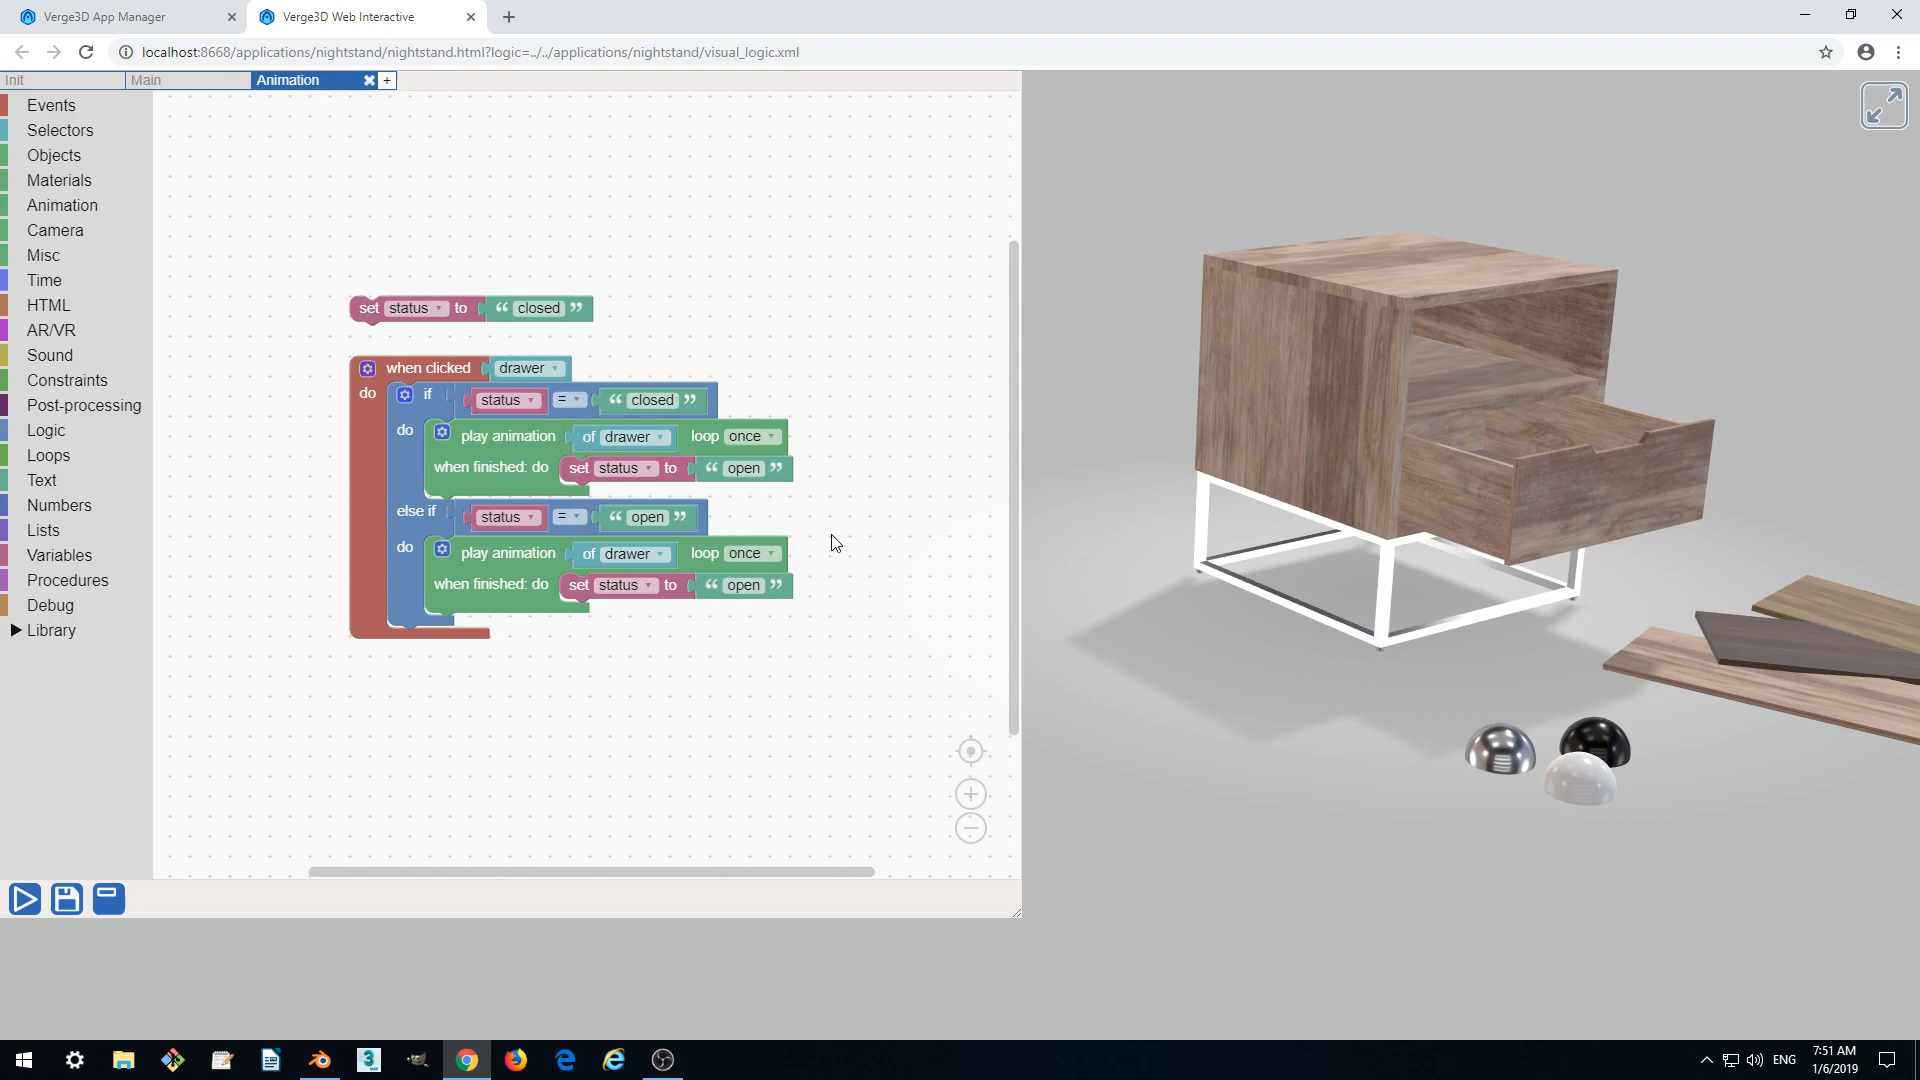 Verge3D App Manager
Verge3D Web Interactive
localhost:8668/applications/nightstand/nightstand.html?logic=../../applications/nightstand/visual_logic.xml
Init Main Animation
Events
Selectors
Objects
Materials
Animation
Camera
Misc
Time
HTML
AR/VR
Sound
Constraints
Post-processing
Logic
Loops
Text
Numbers
Lists
Variables
Procedures
Debug
Library
set status to “ closed ”
when clicked drawer
do if status = “ closed ”
do play animation of drawer loop once
when finished: do set status to “ open ”
else if status = “ open ”
do play animation of drawer loop once
when finished: do set status to “ open ”
ENG
7:51 AM
1/6/2019